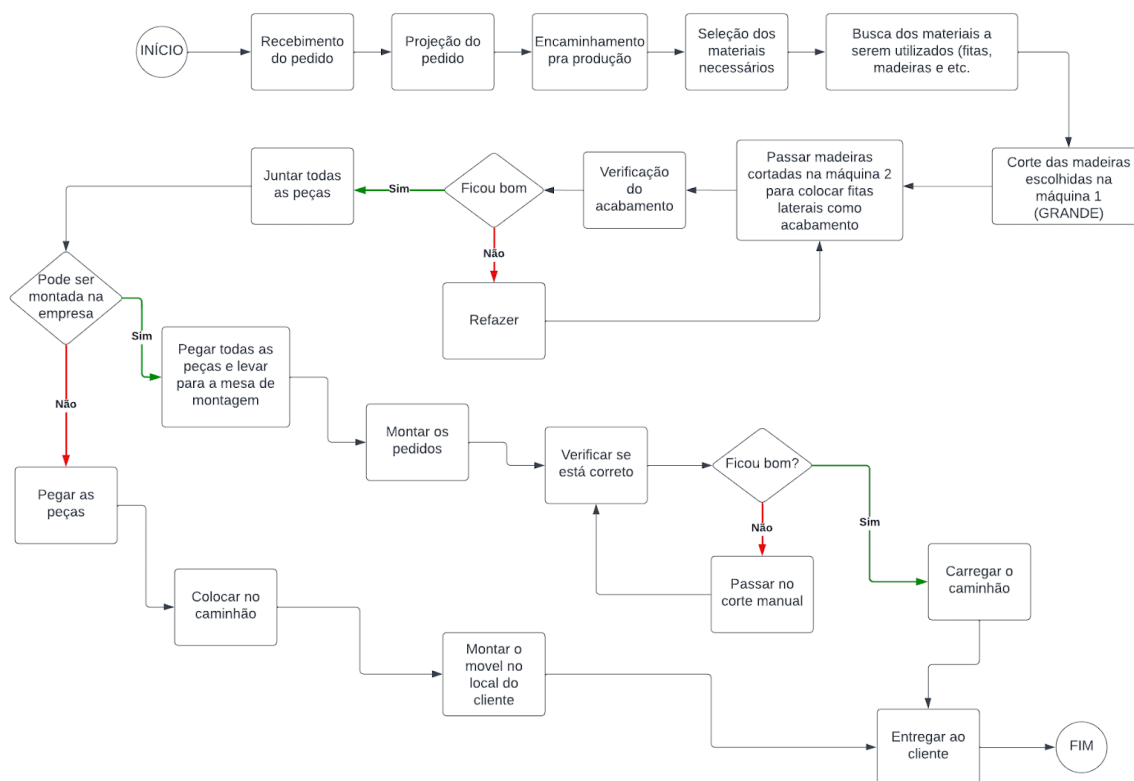 INÍCIO
Recebimento
do pedido
Projeção do
pedido
Encaminhamento
pra produção
Seleção dos
materiais
necessários
Busca dos materiais a
serem utilizados (fitas,
madeiras e etc.
Corte das madeiras
escolhidas na
máquina 1
(GRANDE)
Passar madeiras
cortadas na máquina 2
para colocar fitas
laterais como
acabamento
Verificação
do
acabamento
Ficou bom
Sim
Não
Juntar todas
as peças
Refazer
Pode ser
montada na
empresa
Sim
Não
Pegar todas as
peças e levar
para a mesa de
montagem
Montar os
pedidos
Verificar se
está correto
Ficou bom?
Sim
Não
Passar no
corte manual
Carregar o
caminhão
Pegar as
peças
Colocar no
caminhão
Montar o
movel no
local do
cliente
Entregar ao
cliente
FIM